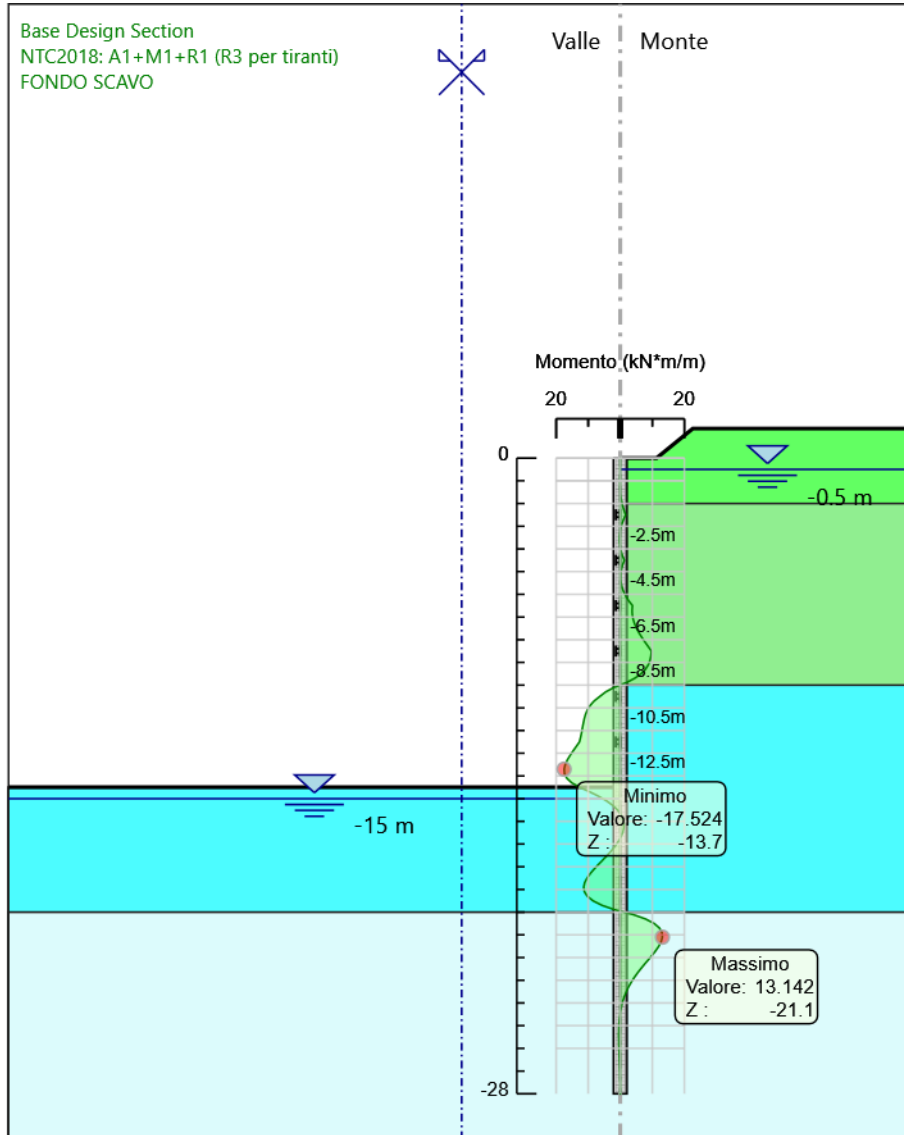 Base Design Section
NTC2018: A1+M1+R1 (R3 per tiranti)
FONDO SCAVO
Valle
Monte
Momento (kN*m/m)
20
20
0
-0.5 m
-2.5m
-4.5m
-6.5m
-8.5m
-10.5m
-12.5m
Minimo
Valore: -17.524
Z : -13.7
-15 m
Massimo
Valore: 13.142
Z : -21.1
-28